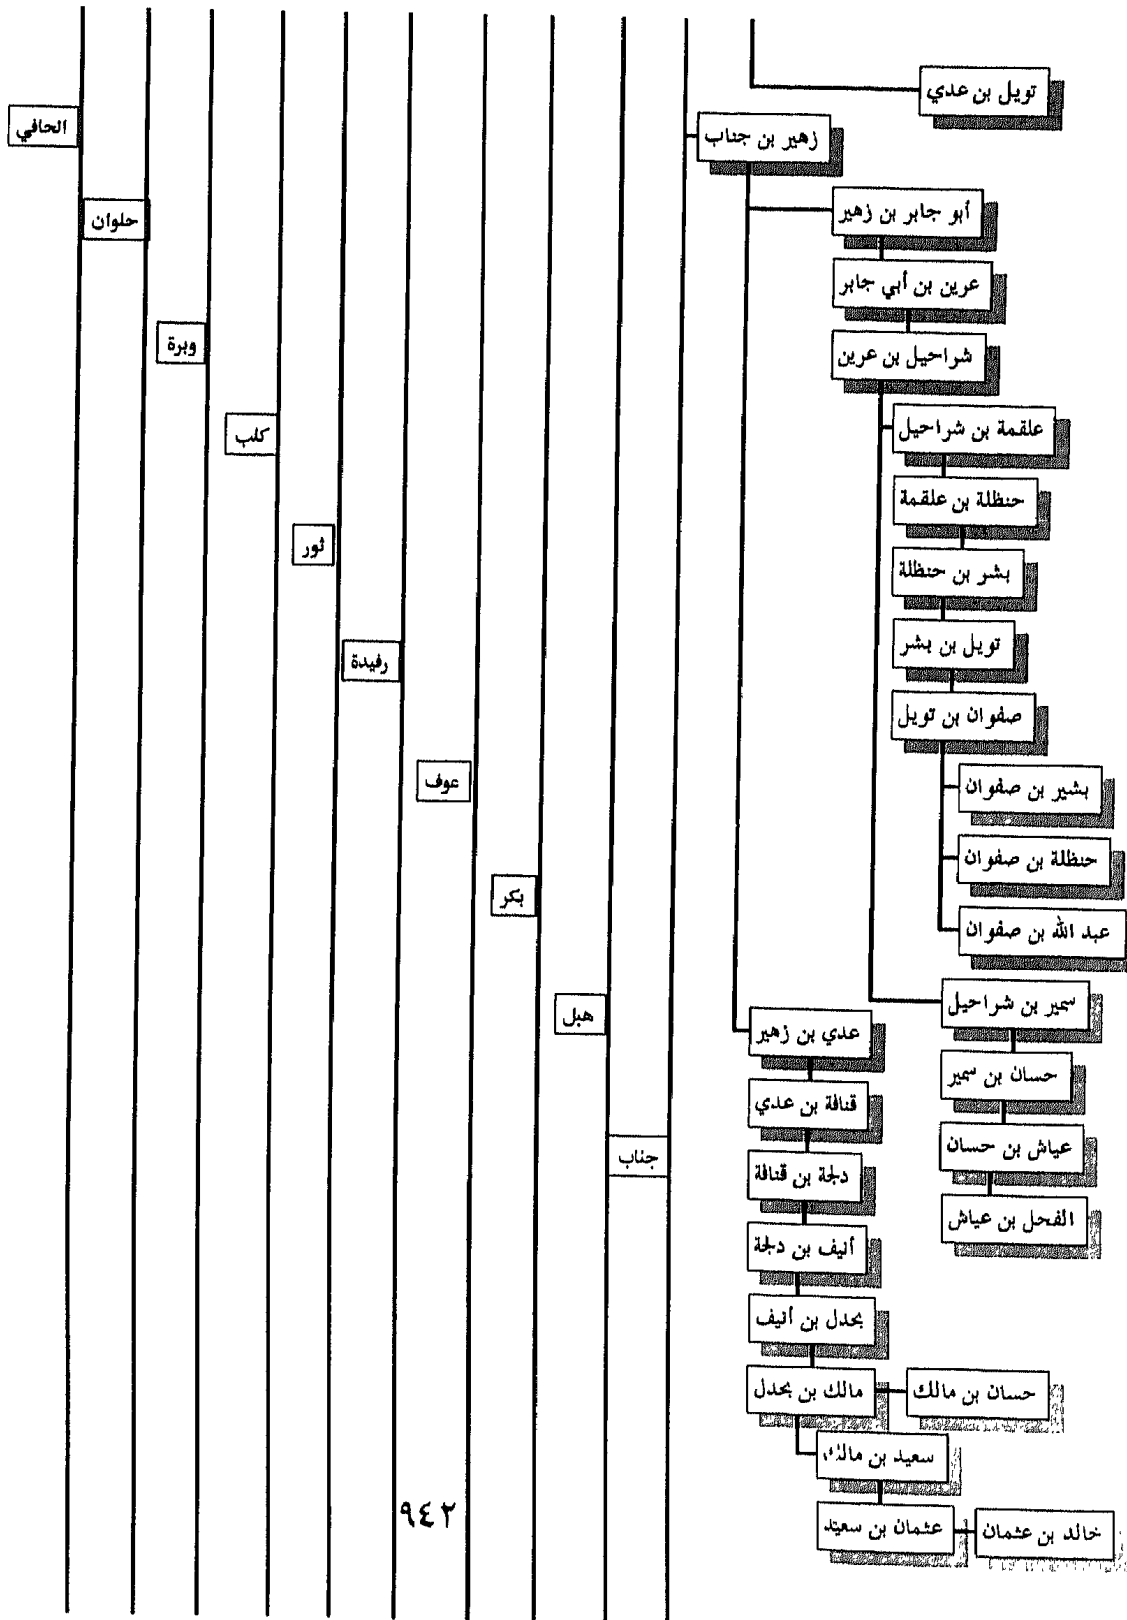 تويل بن عدي
الحافي
زهير بن جناب
حلوان
أبو جابر بن زهير
عرين بن أبي جابر
وبرة
شراحيل بن عرين
كلب
علقمة بن شراحيل
حنظلة بن علقمة
ثور
بشر بن حنظلة
تويل بن بشر
رفيدة
صفوان بن تويل
عوف
بشير بن صفوان
حنظلة بن صفوان
بكر
عبد الله بن صفوان
سمير بن شراحيل
هبل
عدي بن زهير
حسان بن سمير
قنافة بن عدي
عياش بن حسان
جناب
دلجة بن قنافة
الفحل بن عياش
أنيف بن دلجة
بحدل بن أنيف
حسان بن مالك
مالك بن بحدل
سعيد بن مالك
خالد بن عثمان
عثمان بن سعيد
٩٤٢